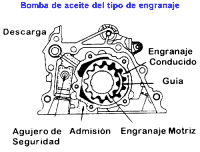 Bomba de aceite del tipo de engranaje
Descarga
Engranaje
Conducido
Guia
Agujero de
Seguridad
Admisión
Engranaje Motriz